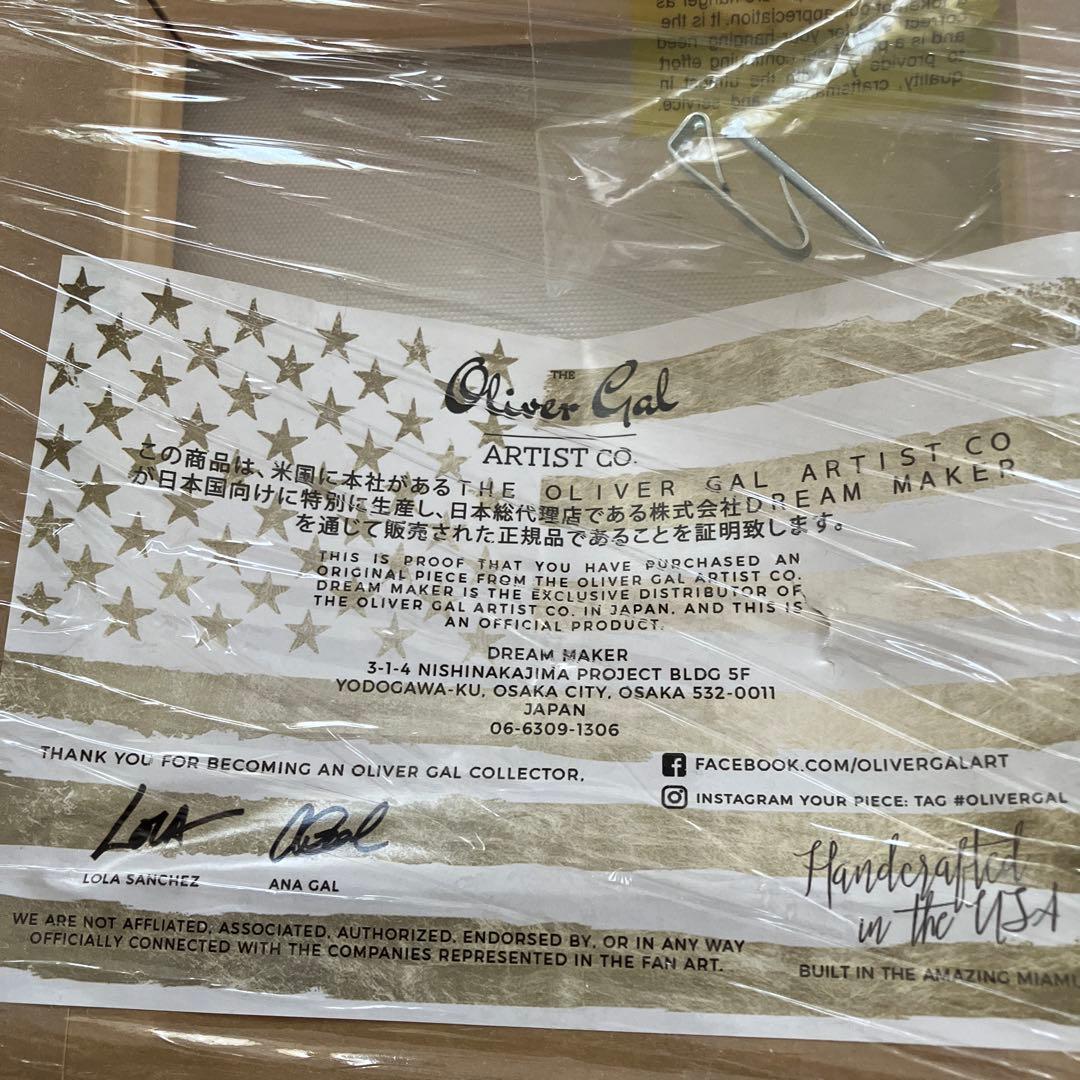 THE
Oliver Gal
ARTIST CO.
この商品は、米国に本社があるTHE OLIVER GAL ARTIST CO
が日本国向けに特別に生産し、日本総代理店である株式会社DREAM MAKER
を通じて販売された正規品であることを証明致します。
THIS IS PROOF THAT YOU HAVE PURCHASED AN
ORIGINAL PIECE FROM THE OLIVER GAL ARTIST CO.
DREAM MAKER IS THE EXCLUSIVE DISTRIBUTOR OF
THE OLIVER GAL ARTIST CO. IN JAPAN, AND THIS IS
AN OFFICIAL PRODUCT.
DREAM MAKER
3-1-4 NISHINAKAJIMA PROJECT BLDG 5F
YODOGAWA-KU, OSAKA CITY, OSAKA 532-0011
JAPAN
06-6309-1306
THANK YOU FOR BECOMING AN OLIVER GAL COLLECTOR,
FACEBOOK.COM/OLIVERGALART
INSTAGRAM YOUR PIECE: TAG #OLIVERGAL
LOLA
LOLA SANCHEZ
ANA GAL
Handcrafted
in the USA
WE ARE NOT AFFLIATED, ASSOCIATED, AUTHORIZED, ENDORSED BY, OR IN ANY WAY
OFFICIALLY CONNECTED WITH THE COMPANIES REPRESENTED IN THE FAN ART.
BUILT IN THE AMAZING MIAMI